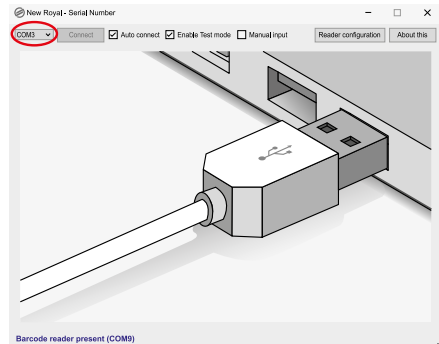 New Royal - Serial Number
COM3 Connect Auto connect Enable Test mode Manual input Reader configuration About this
Barcode reader present (COM9)